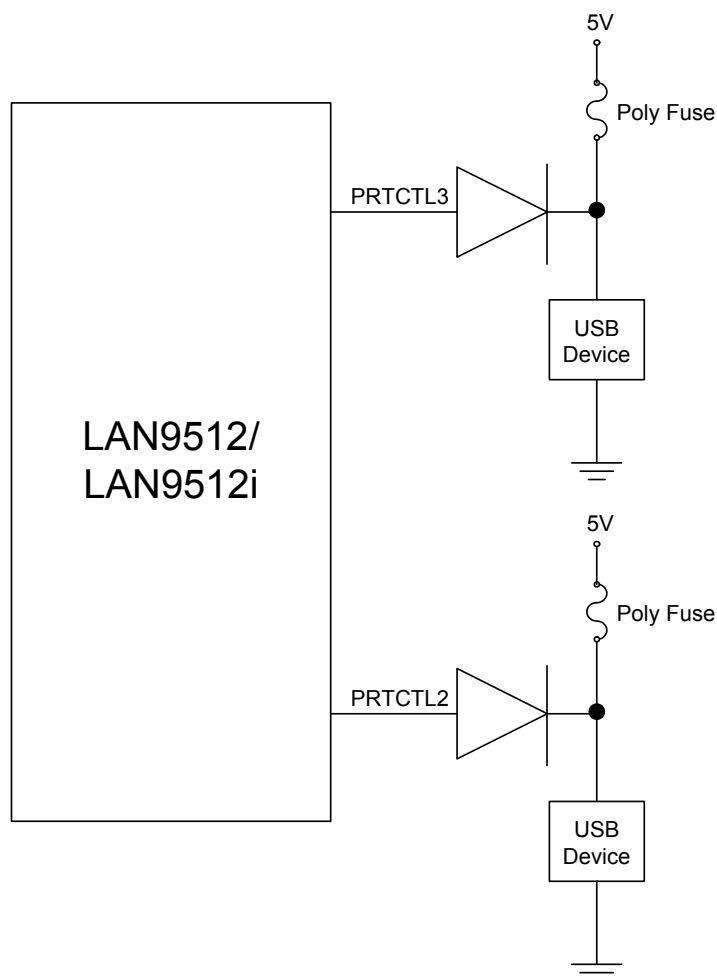 5V
Poly Fuse
PRTCTL3
USB
Device
LAN9512/
LAN9512i
5V
Poly Fuse
PRTCTL2
USB
Device